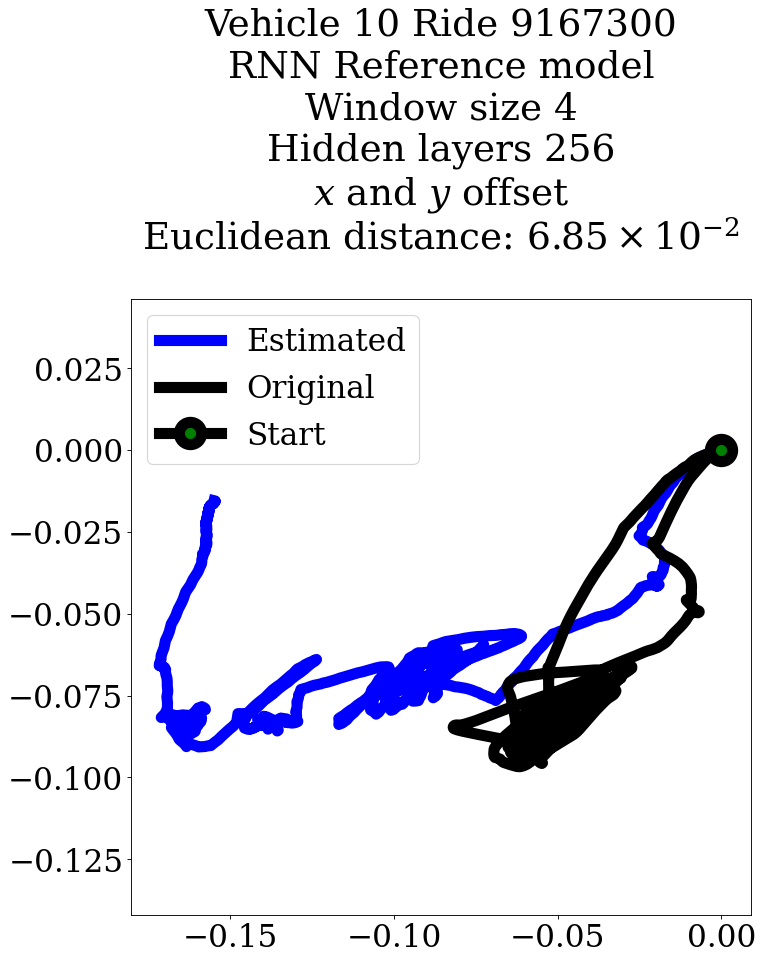 Vehicle 10 Ride 9167300
RNN Reference model
Window size 4
Hidden layers 256
x and y offset
Euclidean distance: 6.85 × 10⁻²
Estimated
Original
Start
0.025
0.000
−0.025
−0.050
−0.075
−0.100
−0.125
−0.15
−0.10
−0.05
0.00